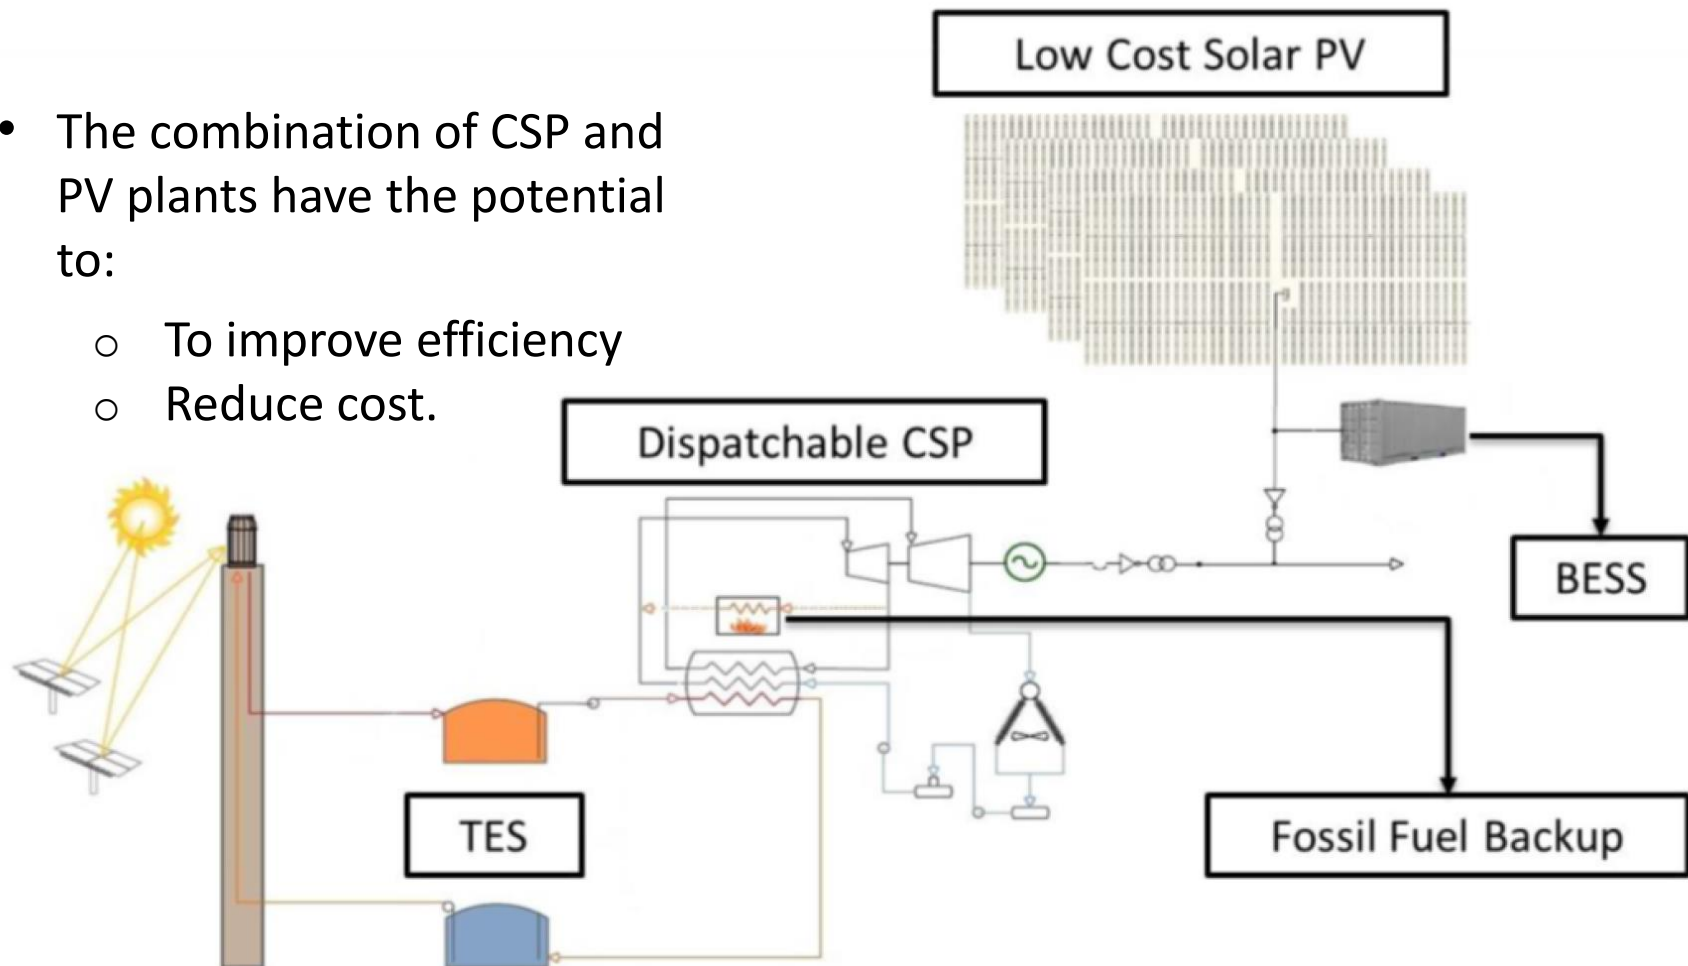 Low Cost Solar PV
• The combination of CSP and
PV plants have the potential
to:
o To improve efficiency
o Reduce cost.
Dispatchable CSP
BESS
TES
Fossil Fuel Backup